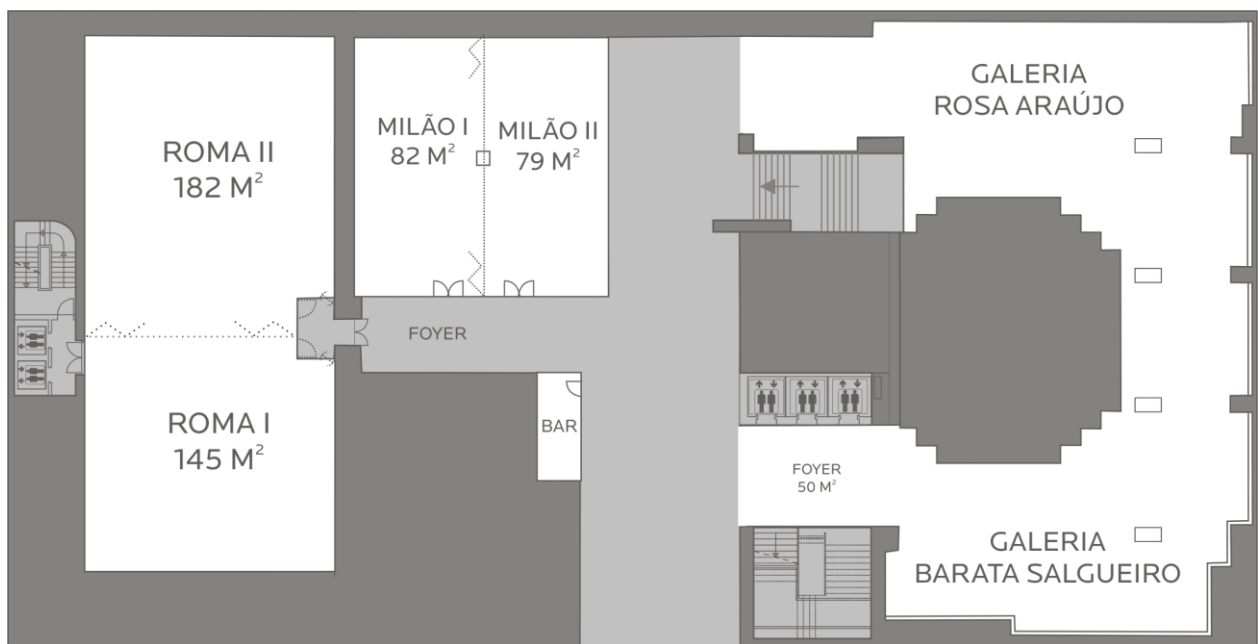 ROMA II
182 M²
MILÃO I
82 M²
MILÃO II
79 M²
GALERIA
ROSA ARAÚJO
FOYER
ROMA I
145 M²
BAR
FOYER
50 M²
GALERIA
BARATA SALGUEIRO